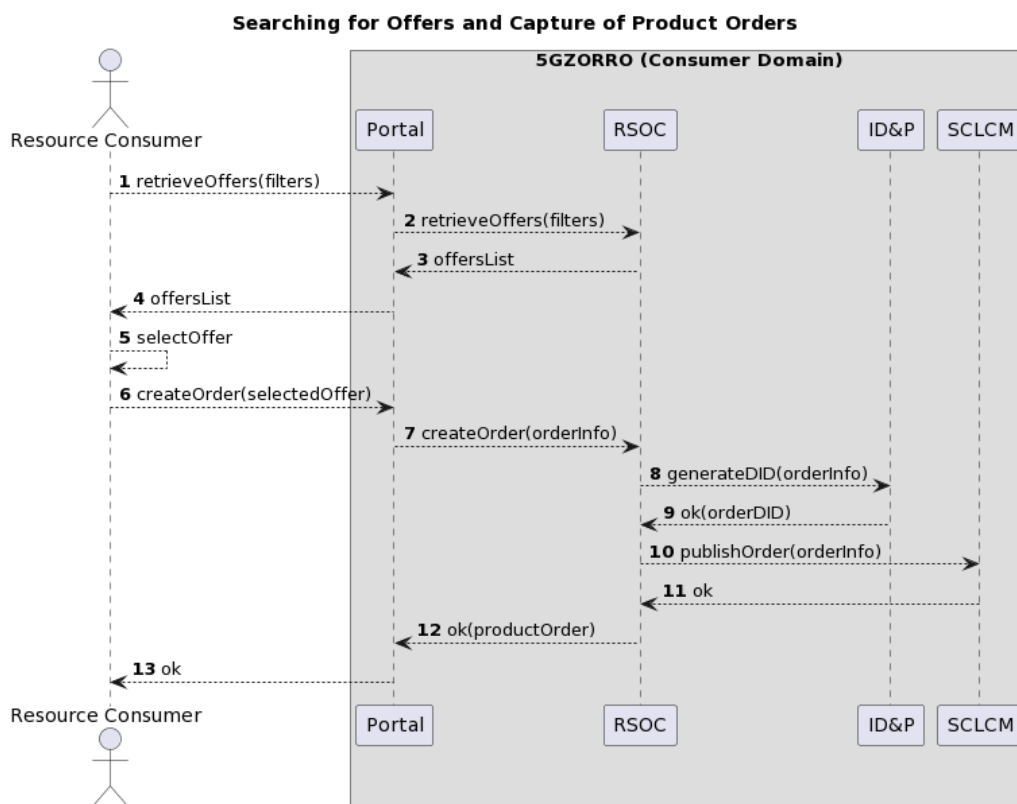 Searching for Offers and Capture of Product Orders
5GZORRO (Consumer Domain)
Resource Consumer
Portal
RSOC
ID&P
SCLCM
1 retrieveOffers(filters)
2 retrieveOffers(filters)
3 offersList
4 offersList
5 selectOffer
6 createOrder(selectedOffer)
7 createOrder(orderInfo)
8 generateDID(orderInfo)
9 ok(orderDID)
10 publishOrder(orderInfo)
11 ok
12 ok(productOrder)
13 ok
Resource Consumer
Portal
RSOC
ID&P
SCLCM